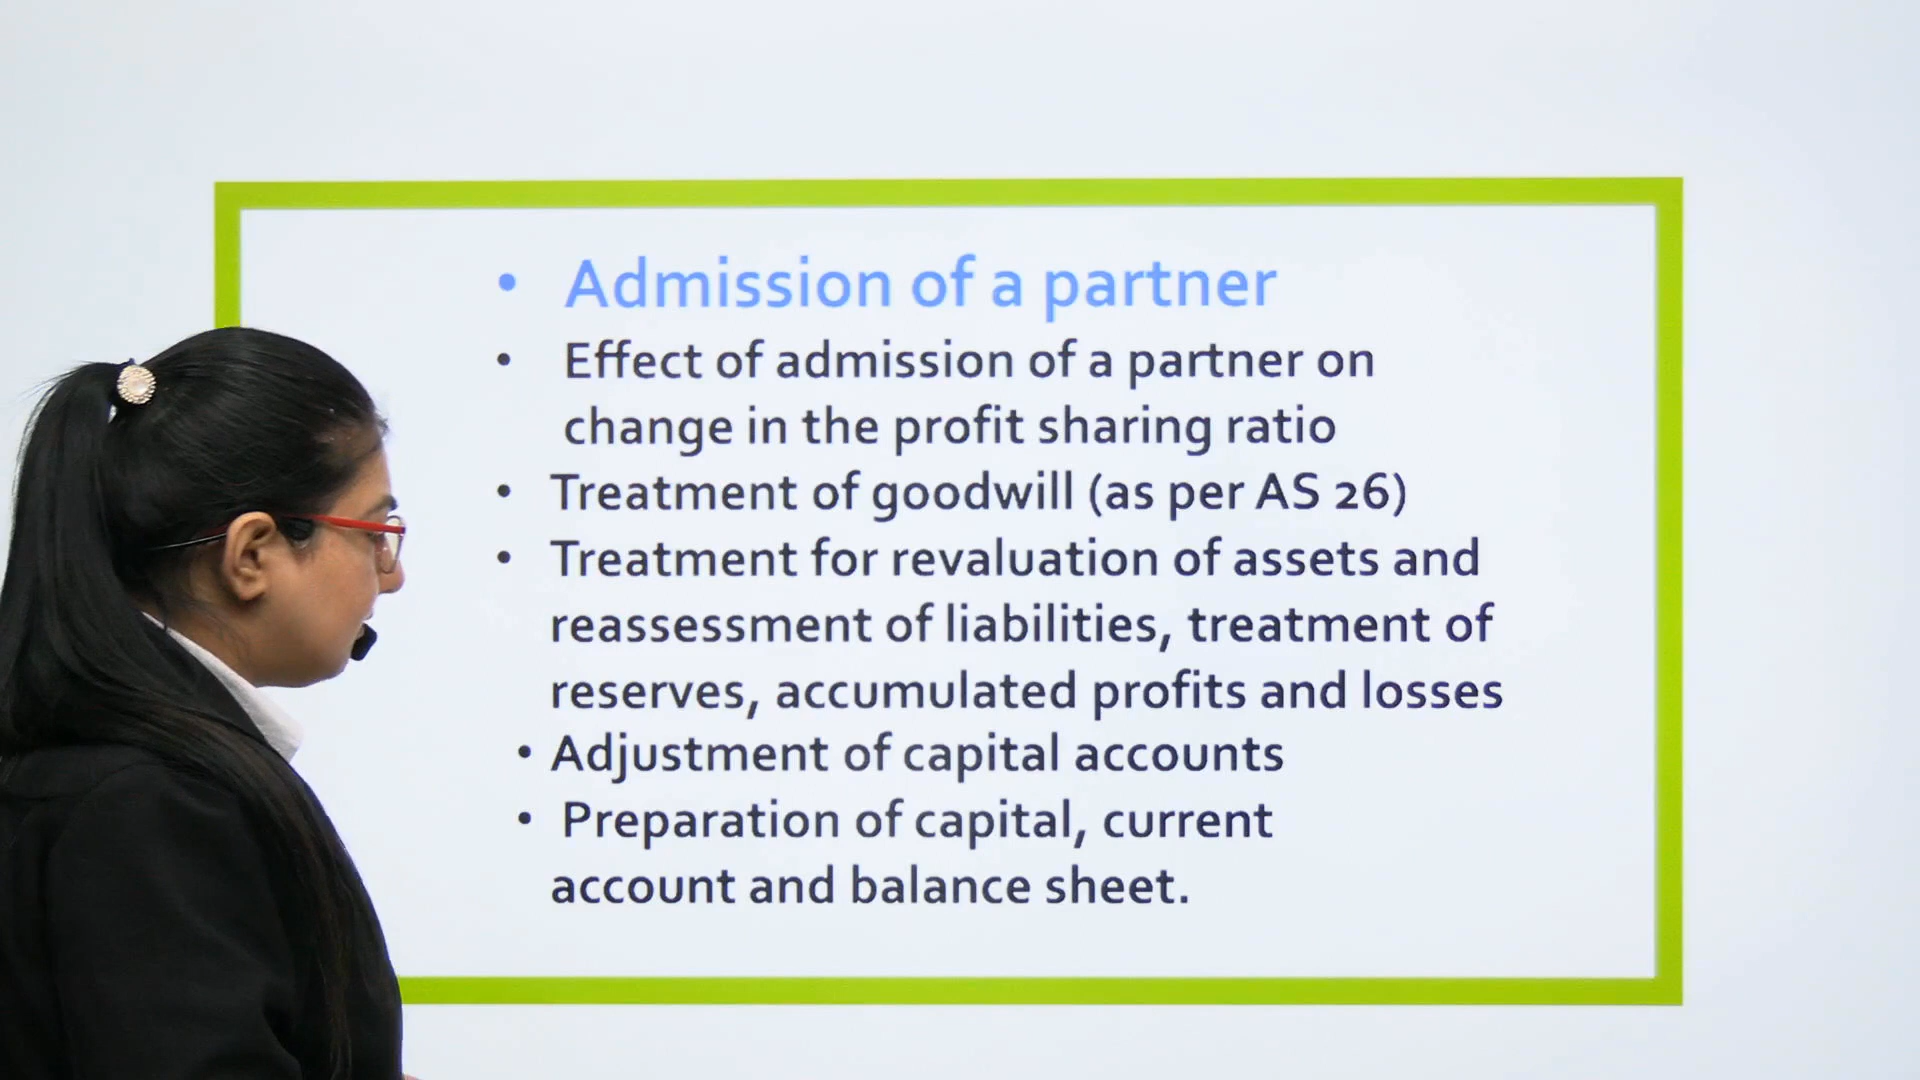 • Admission of a partner
• Effect of admission of a partner on
change in the profit sharing ratio
• Treatment of goodwill (as per AS 26)
• Treatment for revaluation of assets and
reassessment of liabilities, treatment of
reserves, accumulated profits and losses
• Adjustment of capital accounts
• Preparation of capital, current
account and balance sheet.